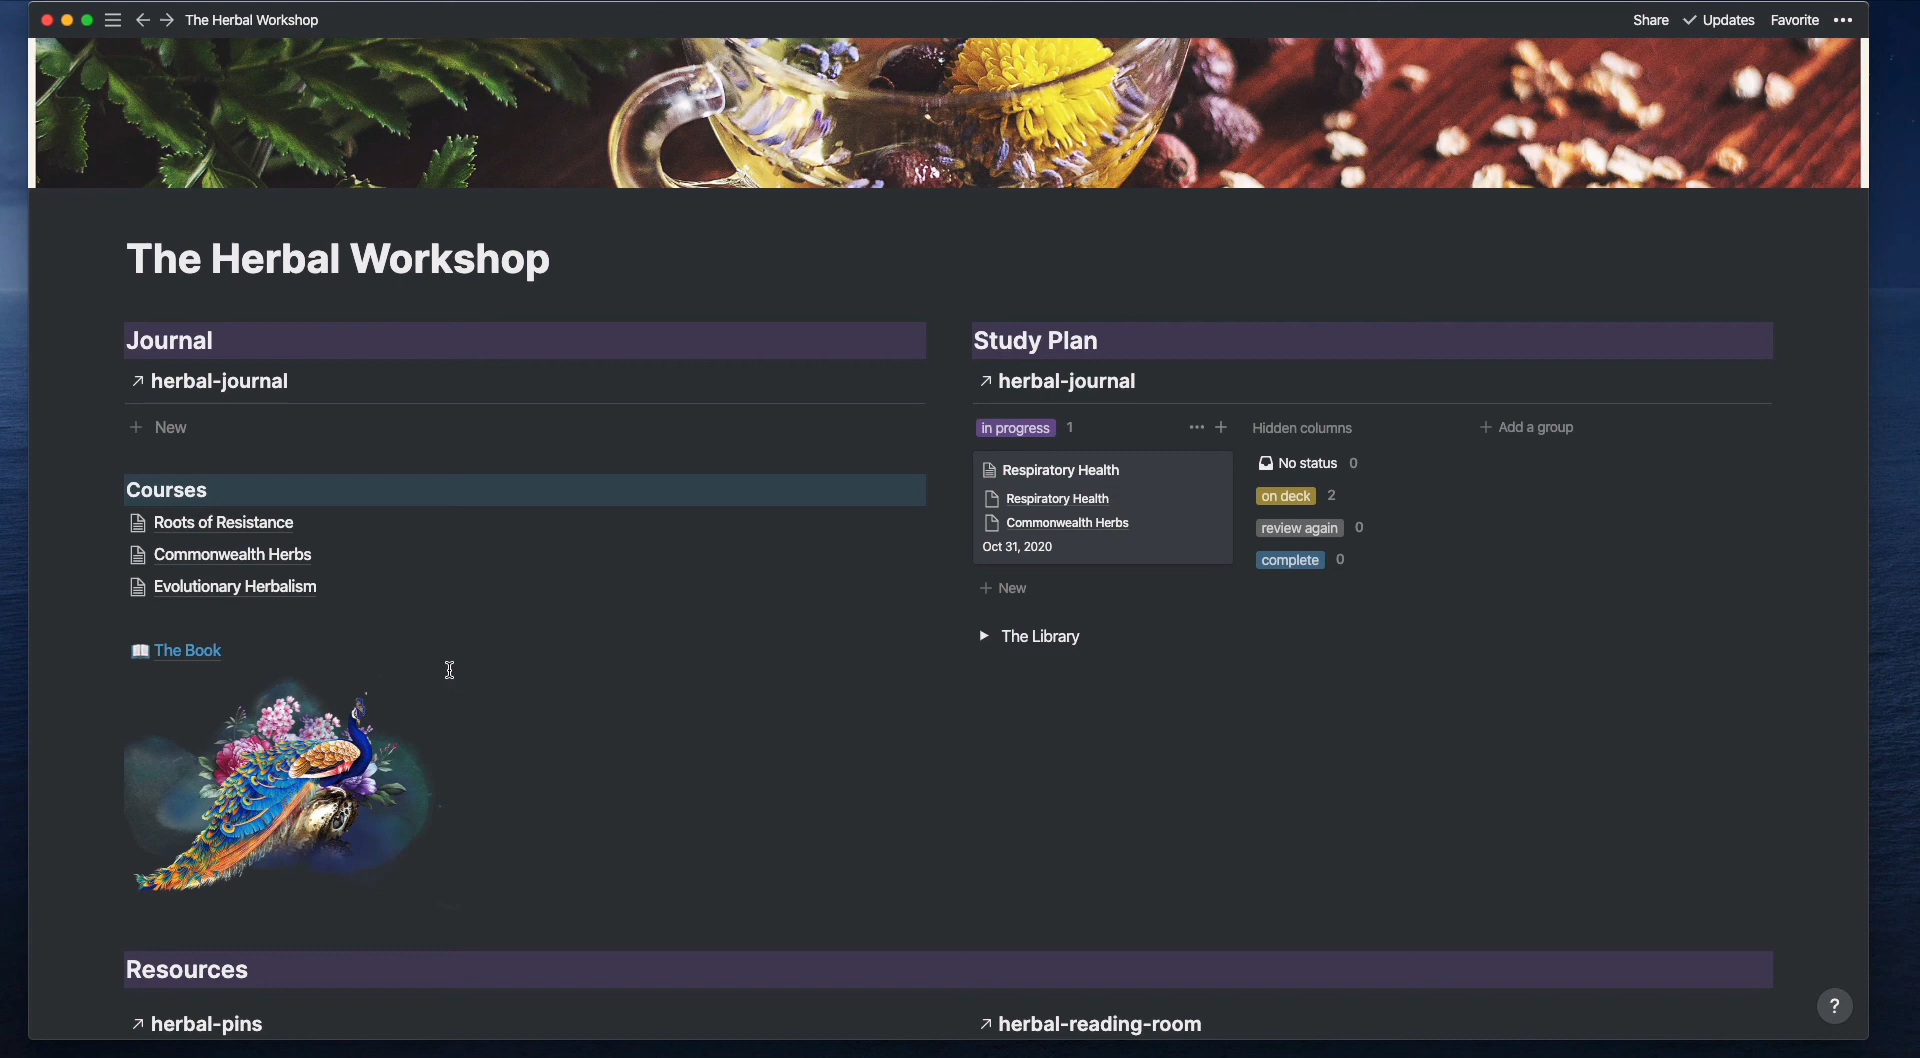 The Herbal Workshop
Share Updates Favorite
The Herbal Workshop
Journal
herbal-journal
New
Courses
Roots of Resistance
Commonwealth Herbs
Evolutionary Herbalism
The Book
Study Plan
herbal-journal
in progress 1
Hidden columns
Add a group
Respiratory Health
Respiratory Health
Commonwealth Herbs
Oct 31, 2020
New
No status 0
on deck 2
review again 0
complete 0
The Library
Resources
herbal-pins
herbal-reading-room
?